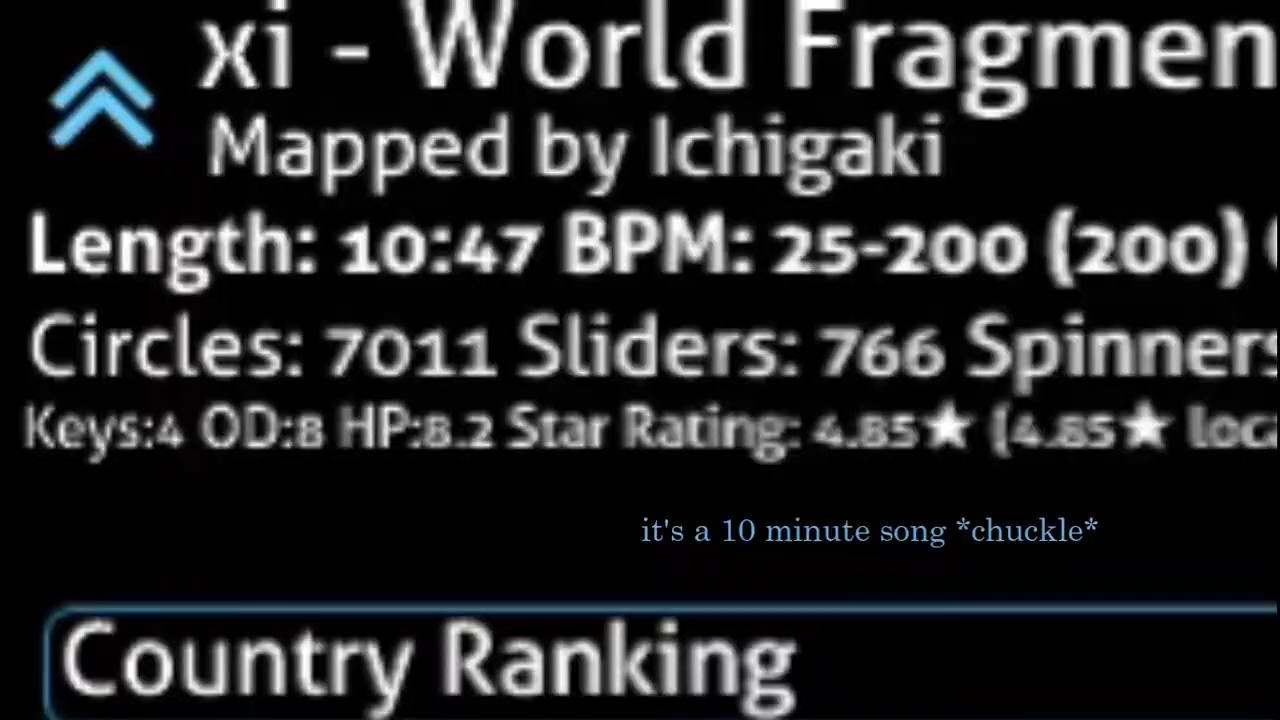 xi - World Fragmen
Mapped by Ichigaki
Length: 10:47 BPM: 25-200 (200)
Circles: 7011 Sliders: 766 Spinners
Keys:4 OD:8 HP:8.2 Star Rating: 4.85★ (4.85★ loca
it's a 10 minute song *chuckle*
Country Ranking